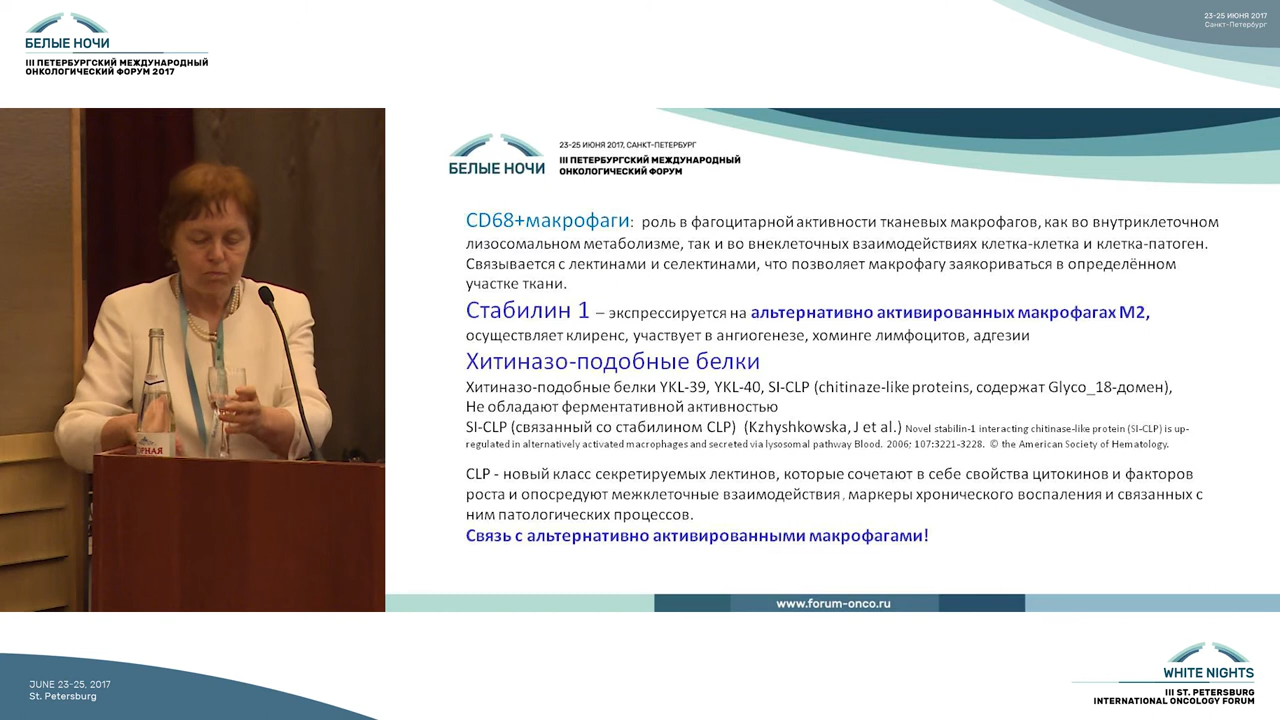 БЕЛЫЕ НОЧИ
III ПЕТЕРБУРГСКИЙ МЕЖДУНАРОДНЫЙ
ОНКОЛОГИЧЕСКИЙ ФОРУМ 2017
23-25 ИЮНЯ 2017
Санкт-Петербург
БЕЛЫЕ НОЧИ
23-25 ИЮНЯ 2017, САНКТ-ПЕТЕРБУРГ
III ПЕТЕРБУРГСКИЙ МЕЖДУНАРОДНЫЙ
ОНКОЛОГИЧЕСКИЙ ФОРУМ
CD68+макрофаги: роль в фагоцитарной активности тканевых макрофагов, как во внутриклеточном
лизосомальном метаболизме, так и во внеклеточных взаимодействиях клетка-клетка и клетка-патоген.
Связывается с лектинами и селектинами, что позволяет макрофагу заякориваться в определённом
участке ткани.
Стабилин 1 – экспрессируется на альтернативно активированных макрофагах М2,
осуществляет клиренс, участвует в ангиогенезе, хоминге лимфоцитов, адгезии
Хитиназо-подобные белки
Хитиназо-подобные белки YKL-39, YKL-40, SI-CLP (chitinaze-like proteins, содержат Glyco_18-домен),
Не обладают ферментативной активностью
SI-CLP (связанный со стабилином CLP) (Kzhyshkowska, J et al.) Novel stabilin-1 interacting chitinase-like protein (SI-CLP) is up-
regulated in alternatively activated macrophages and secreted via lysosomal pathway Blood. 2006; 107:3221-3228. © the American Society of Hematology.
CLP - новый класс секретируемых лектинов, которые сочетают в себе свойства цитокинов и факторов
роста и опосредуют межклеточные взаимодействия, маркеры хронического воспаления и связанных с
ним патологических процессов.
Связь с альтернативно активированными макрофагами!
www.forum-onco.ru
JUNE 23-25, 2017
St. Petersburg
WHITE NIGHTS
III ST. PETERSBURG
INTERNATIONAL ONCOLOGY FORUM